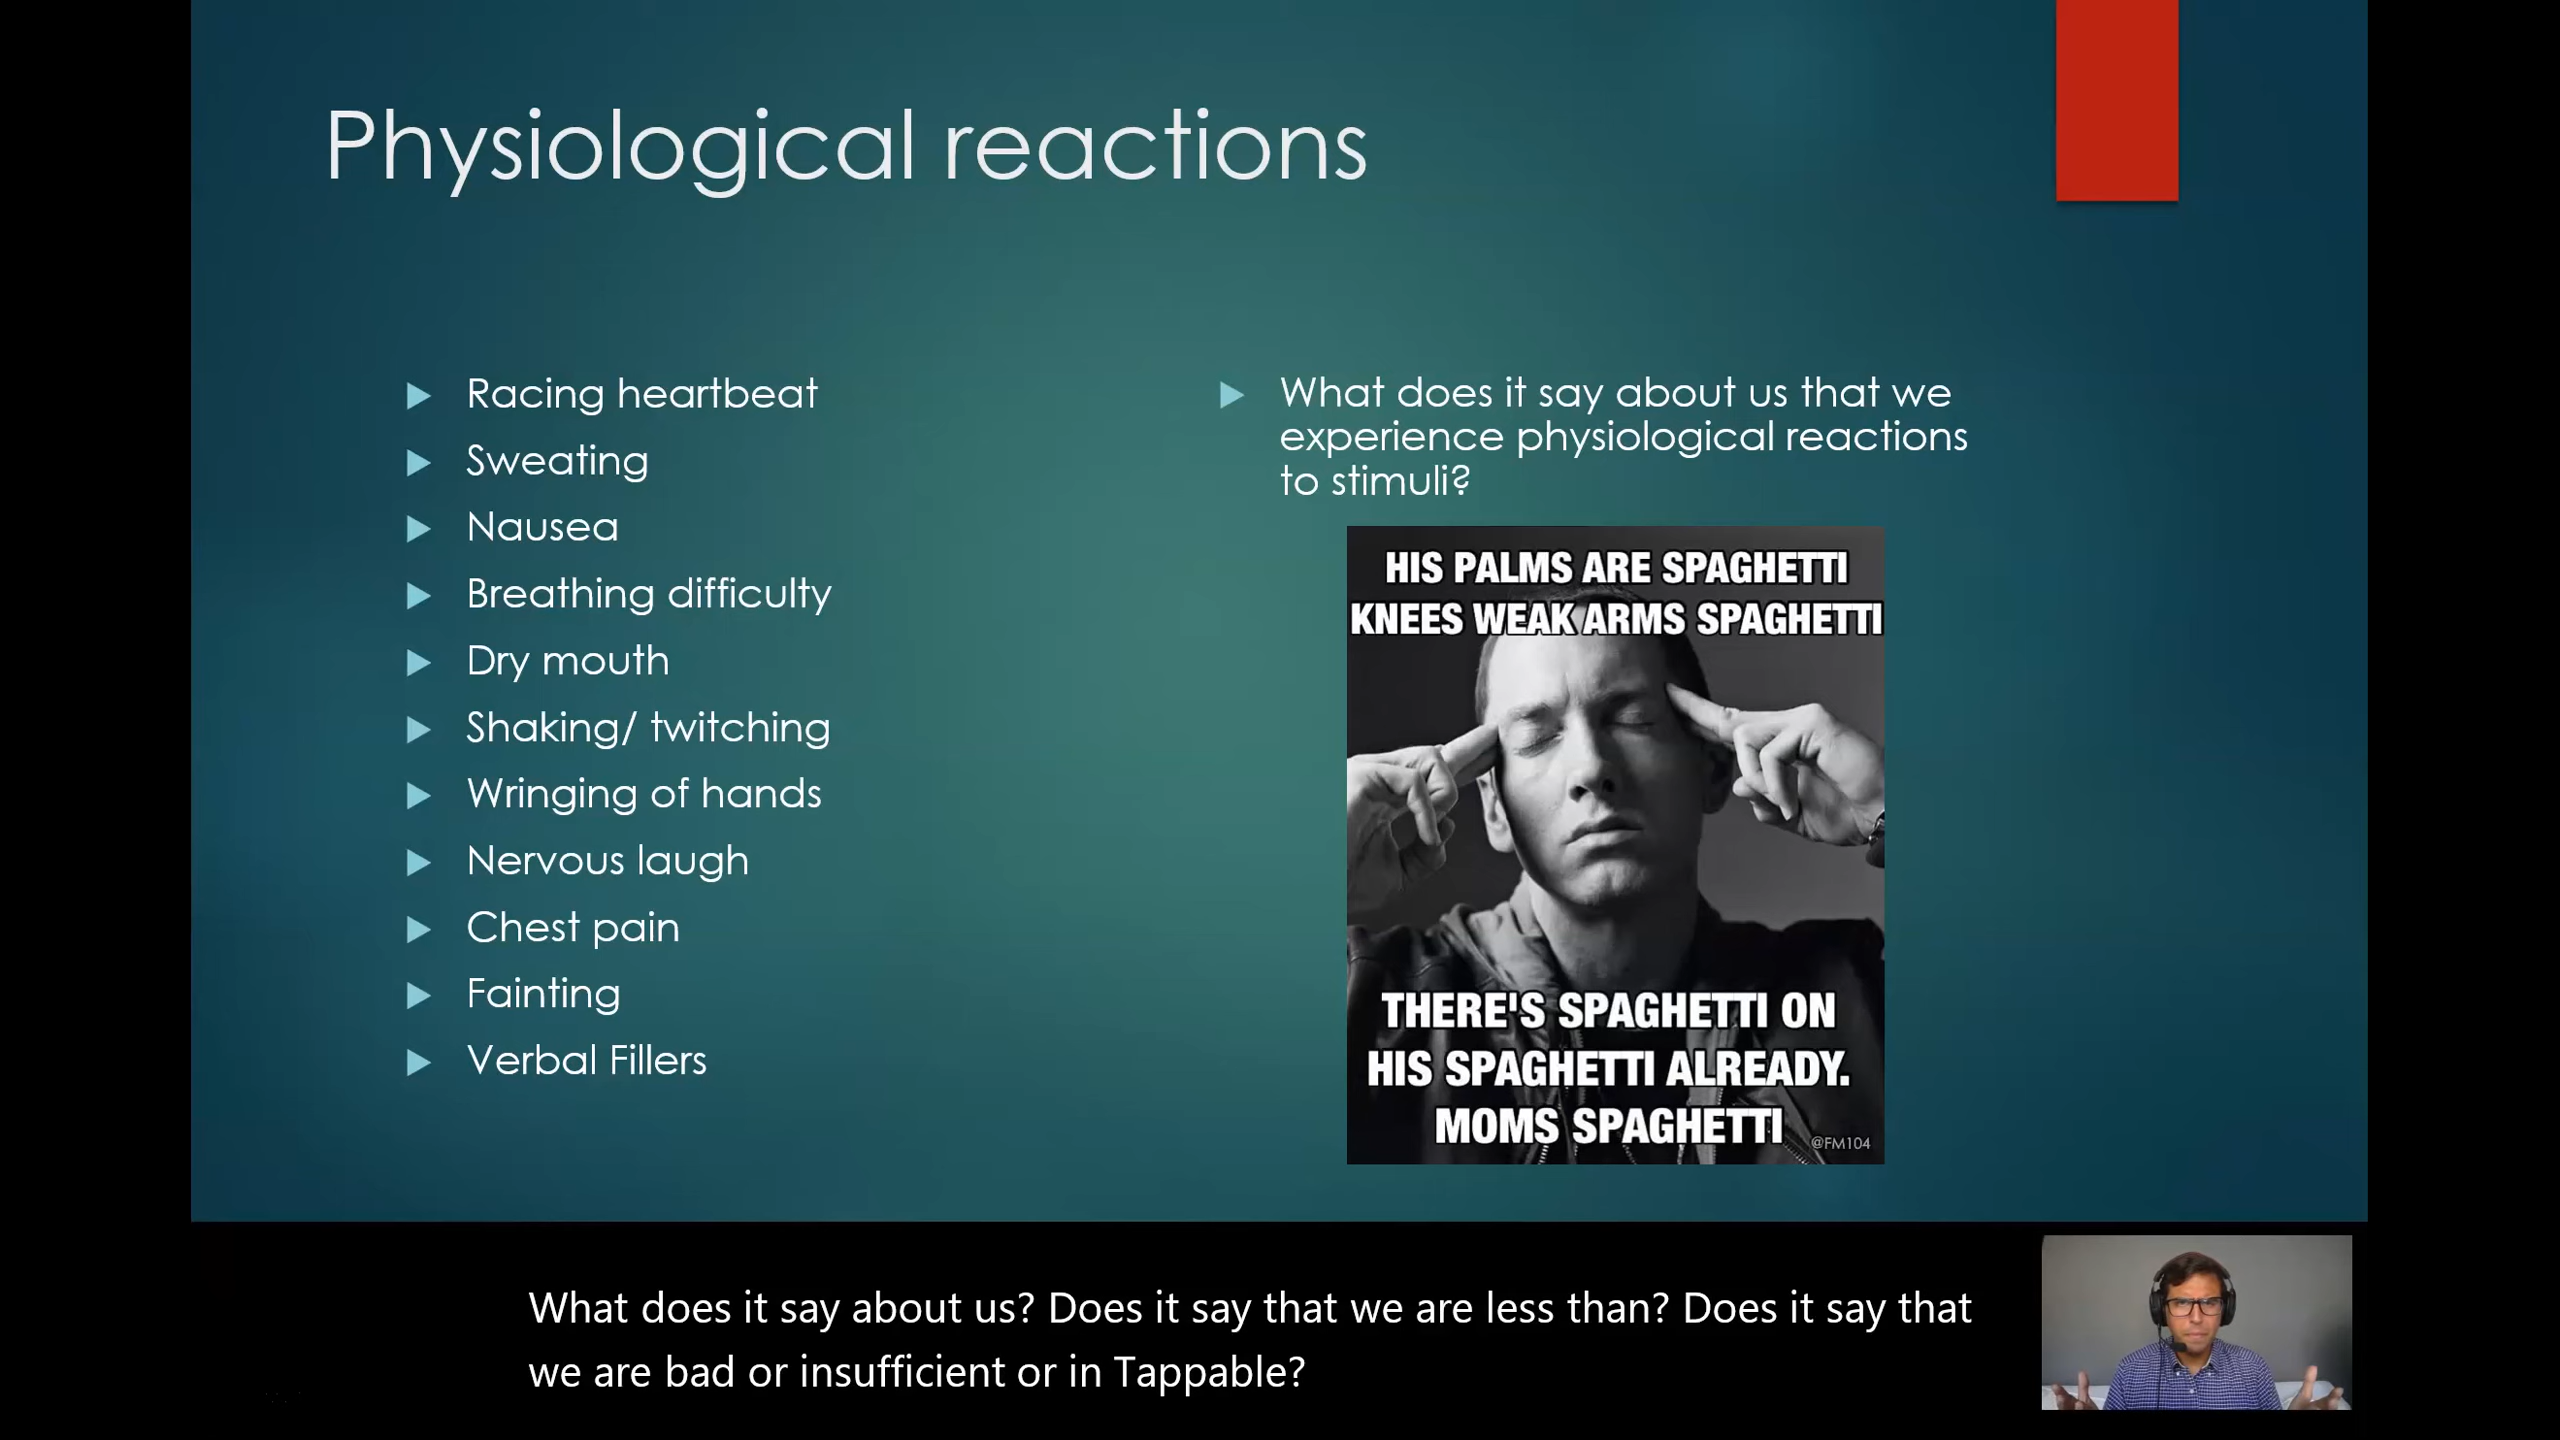 Physiological reactions
Racing heartbeat
Sweating
Nausea
Breathing difficulty
Dry mouth
Shaking/ twitching
Wringing of hands
Nervous laugh
Chest pain
Fainting
Verbal Fillers
What does it say about us that we
experience physiological reactions
to stimuli?
HIS PALMS ARE SPAGHETTI
KNEES WEAK ARMS SPAGHETTI
THERE'S SPAGHETTI ON
HIS SPAGHETTI ALREADY.
MOMS SPAGHETTI
@FM104
What does it say about us? Does it say that we are less than? Does it say that
we are bad or insufficient or in Tappable?